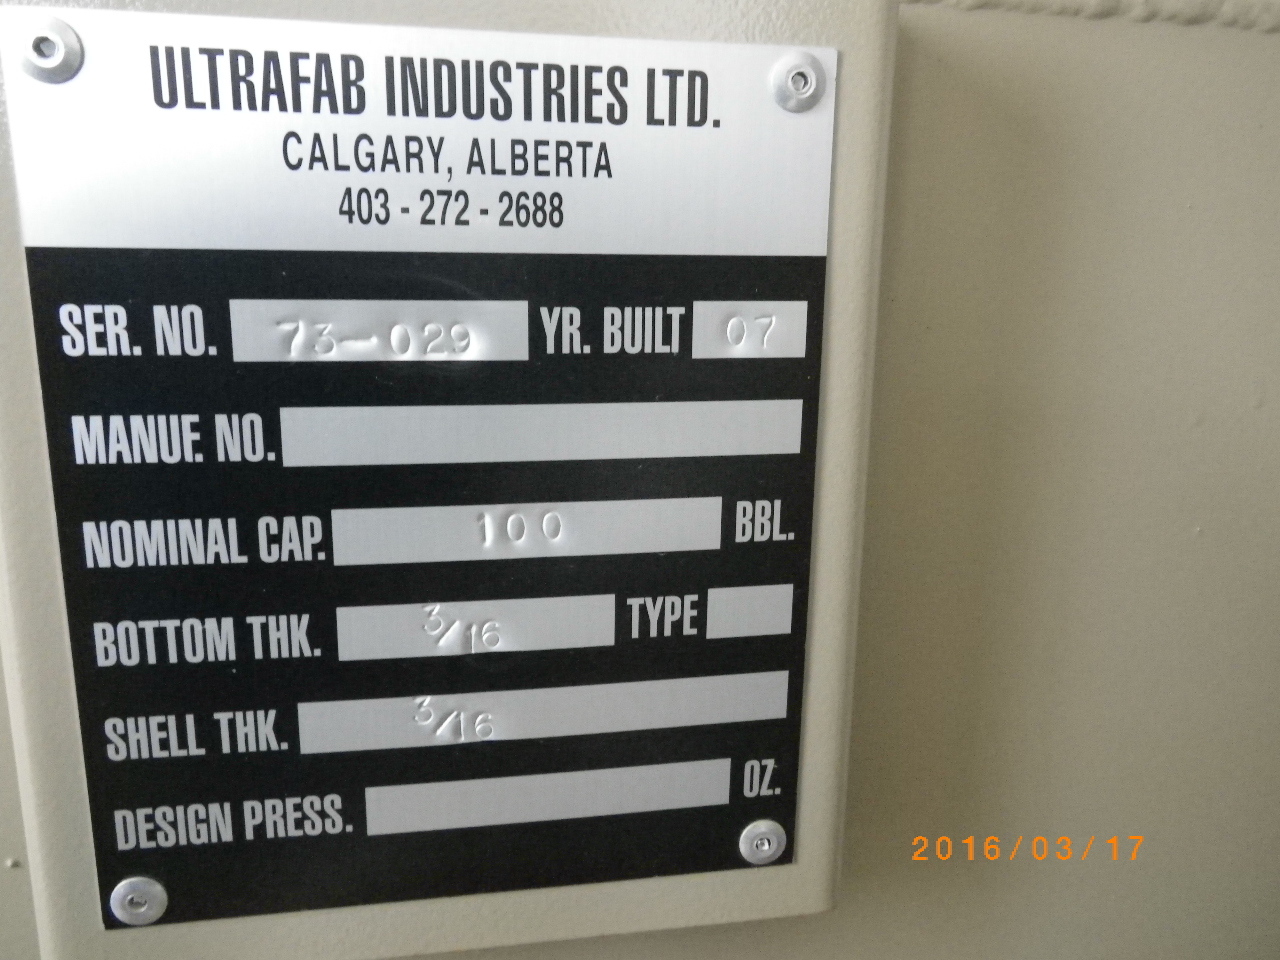 ULTRAFAB INDUSTRIES LTD.
CALGARY, ALBERTA
403 - 272 - 2688
SER. NO. 73-029 YR. BUILT 07
MANUF. NO.
NOMINAL CAP. 100 BBL.
BOTTOM THK. 3/16 TYPE
SHELL THK. 3/16
DESIGN PRESS. OZ.
2016/03/17